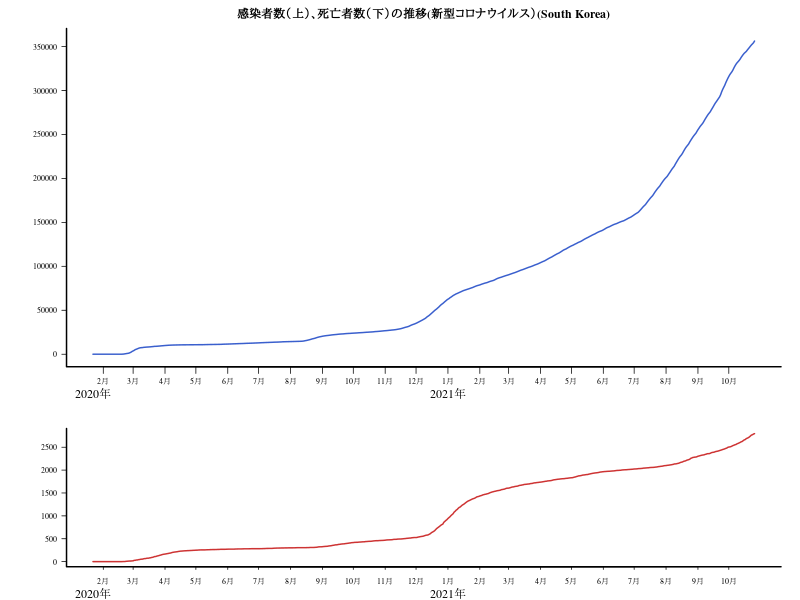 感染者数(上)、死亡者数(下)の推移(新型コロナウイルス)(South Korea)
350000
300000
250000
200000
150000
100000
50000
0
2月 3月 4月 5月 6月 7月 8月 9月 10月 11月 12月 1月 2月 3月 4月 5月 6月 7月 8月 9月 10月
2020年 2021年
2500
2000
1500
1000
500
0
2月 3月 4月 5月 6月 7月 8月 9月 10月 11月 12月 1月 2月 3月 4月 5月 6月 7月 8月 9月 10月
2020年 2021年